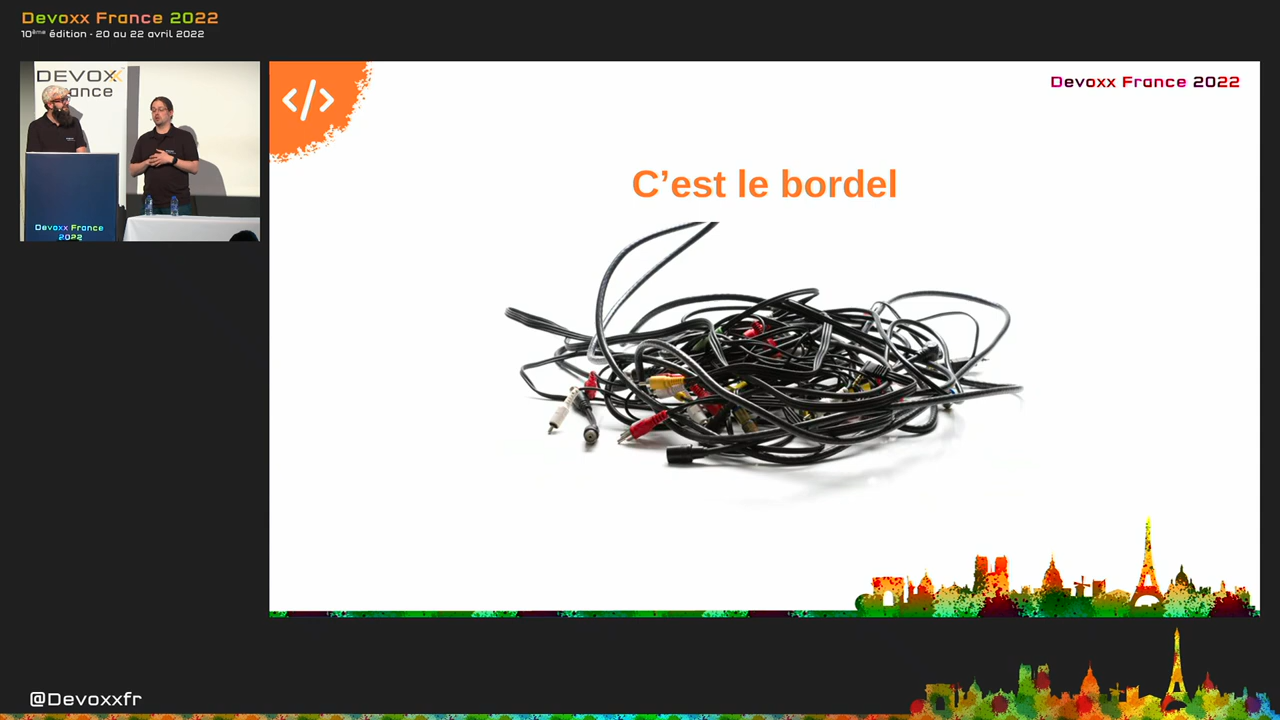 Devoxx France 2022
10ème édition - 20 au 22 avril 2022
DEVOXX
France
Devoxx France
2022
</>
Devoxx France 2022
C’est le bordel
@Devoxxfr